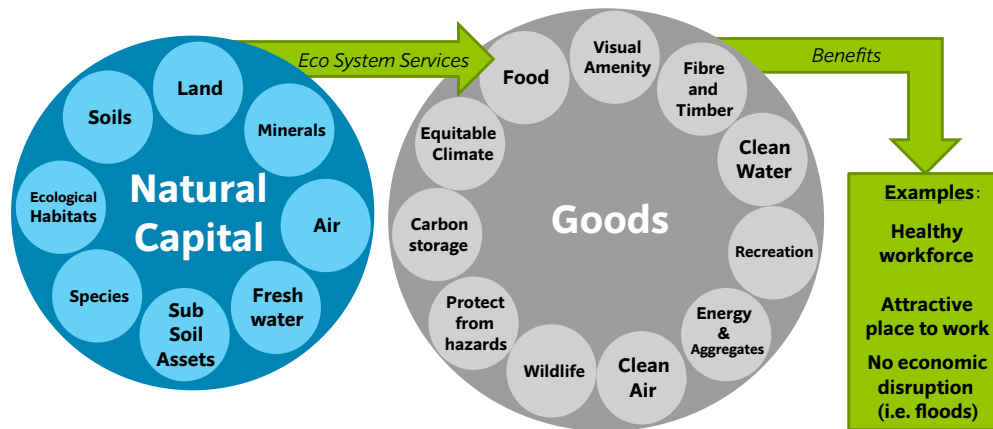 Natural
Capital
Land
Minerals
Air
Fresh
water
Sub
Soil
Assets
Species
Ecological
Habitats
Soils
Eco System Services
Goods
Food
Visual
Amenity
Fibre
and
Timber
Clean
Water
Recreation
Energy
&
Aggregates
Clean
Air
Wildlife
Protect
from
hazards
Carbon
storage
Equitable
Climate
Benefits
Examples:
Healthy
workforce
Attractive
place to work
No economic
disruption
(i.e. floods)